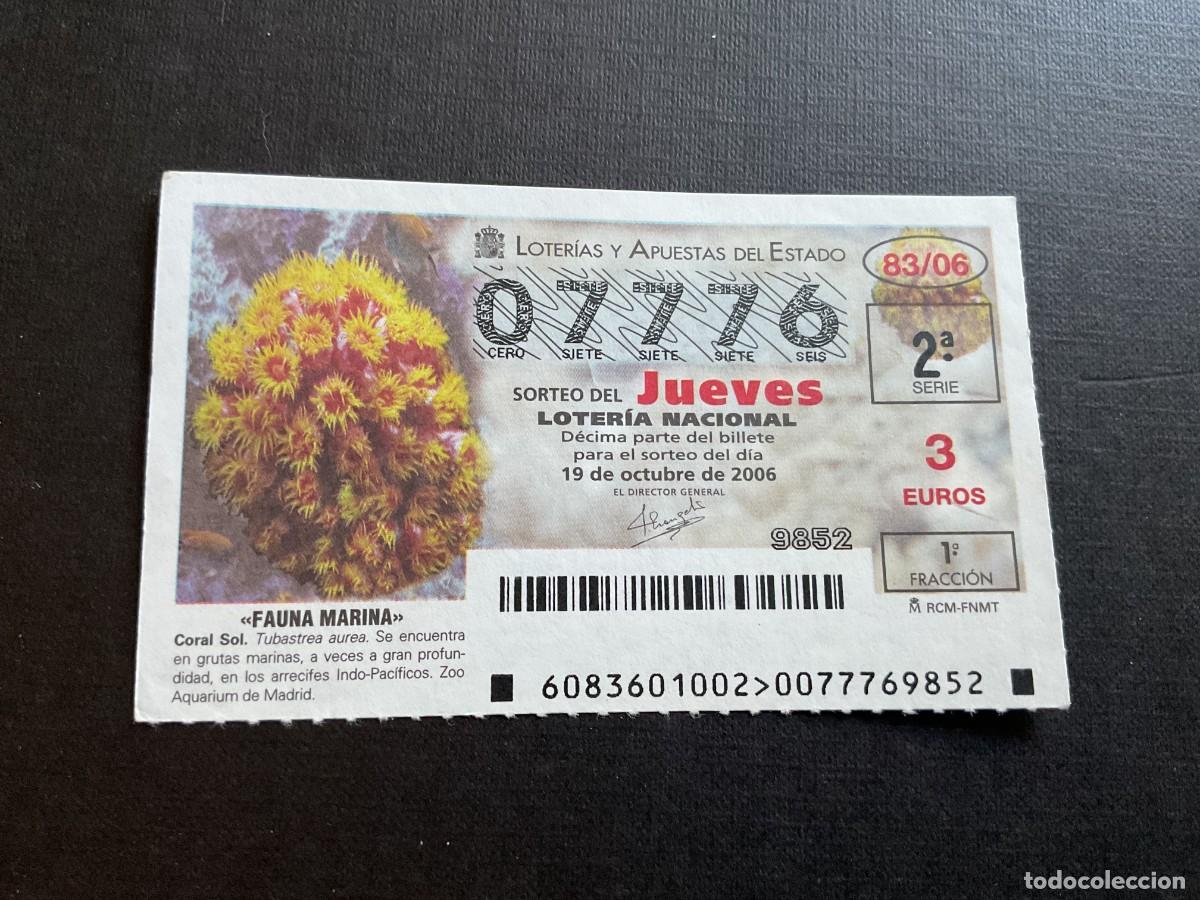 LOTERÍAS Y APUESTAS DEL ESTADO
83/06
07776
CERO SIETE SIETE SIETE SEIS
2ª
SERIE
SORTEO DEL Jueves
LOTERÍA NACIONAL
Décima parte del billete
para el sorteo del día
19 de octubre de 2006
EL DIRECTOR GENERAL
3
EUROS
9852
1ª
FRACCIÓN
RCM-FNMT
«FAUNA MARINA»
Coral Sol. Tubastrea aurea. Se encuentra
en grutas marinas, a veces a gran profun-
didad, en los arrecifes Indo-Pacíficos. Zoo
Aquarium de Madrid.
6083601002>0077769852
todocoleccion